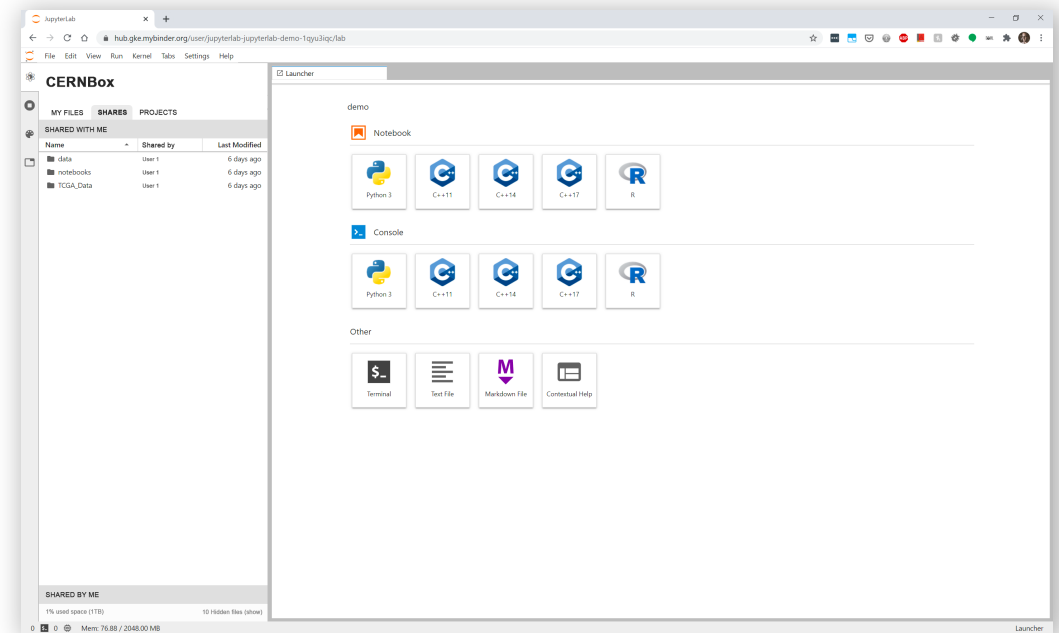 JupyterLab
hub.gke.mybinder.org/user/jupyterlab-jupyterlab-demo-1qyu3iqc/lab
File Edit View Run Kernel Tabs Settings Help
CERNBox
MY FILES SHARES PROJECTS
SHARED WITH ME
Name Shared by Last Modified
data User 1 6 days ago
notebooks User 1 6 days ago
TCGA_Data User 1 6 days ago
SHARED BY ME
1% used space (1TB) 10 Hidden files (show)
Launcher
demo
Notebook
Python 3 C++11 C++14 C++17 R
Console
Python 3 C++11 C++14 C++17 R
Other
$_ M
Terminal Text File Markdown File Contextual Help
0 0 Mem: 76.88 / 2048.00 MB Launcher